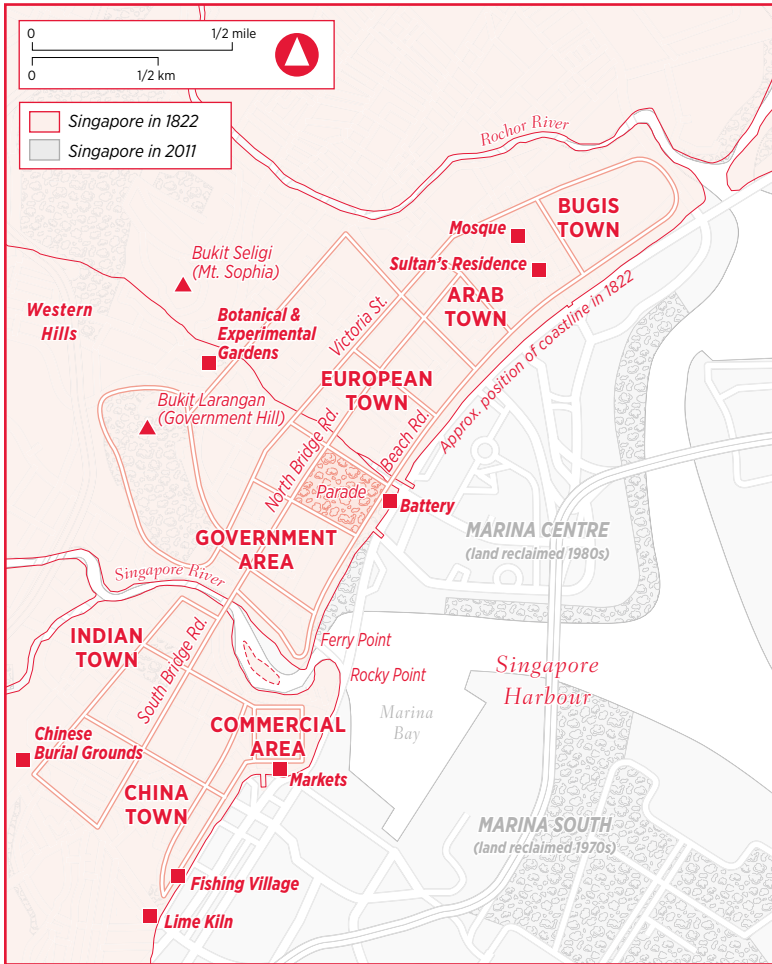 0 1/2 mile
0 1/2 km
Singapore in 1822
Singapore in 2011
Rochor River
BUGIS
TOWN
Mosque
Sultan's Residence
ARAB
TOWN
Bukit Seligi
(Mt. Sophia)
Western
Hills
Botanical &
Experimental
Gardens
Victoria St.
Approx. position of coastline in 1822
EUROPEAN
TOWN
Bukit Larangan
(Government Hill)
North Bridge Rd.
Beach Rd.
Parade
Battery
MARINA CENTRE
(land reclaimed 1980s)
GOVERNMENT
AREA
Singapore River
INDIAN
TOWN
South Bridge Rd.
Ferry Point
Rocky Point
Singapore
Harbour
Marina
Bay
COMMERCIAL
AREA
Chinese
Burial Grounds
Markets
CHINA
TOWN
MARINA SOUTH
(land reclaimed 1970s)
Fishing Village
Lime Kiln